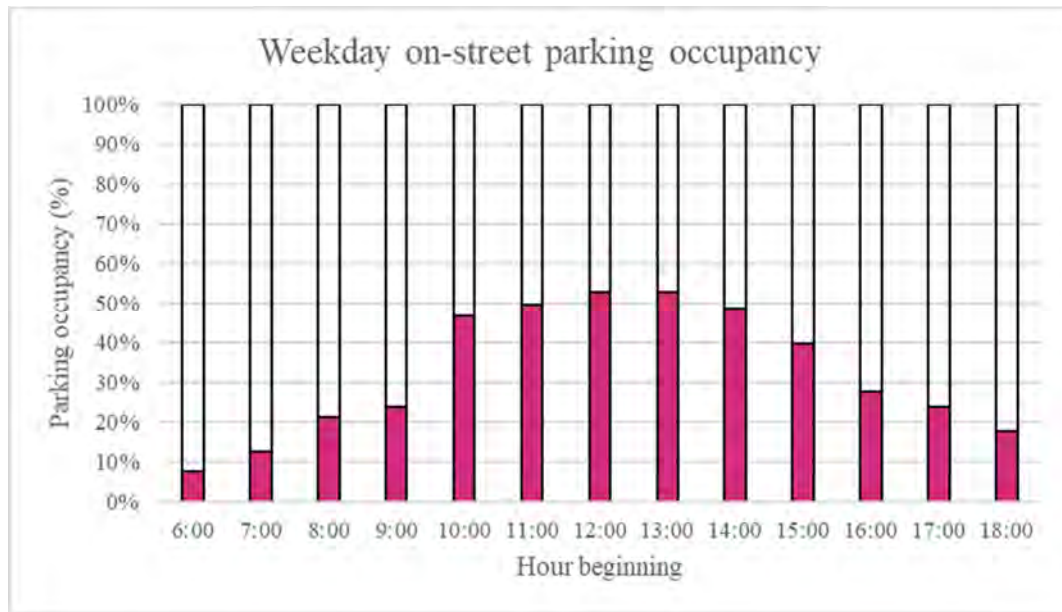 Weekday on-street parking occupancy
100%
90%
80%
70%
60%
50%
40%
30%
20%
10%
0%
Parking occupancy (%)
6:00 7:00 8:00 9:00 10:00 11:00 12:00 13:00 14:00 15:00 16:00 17:00 18:00
Hour beginning